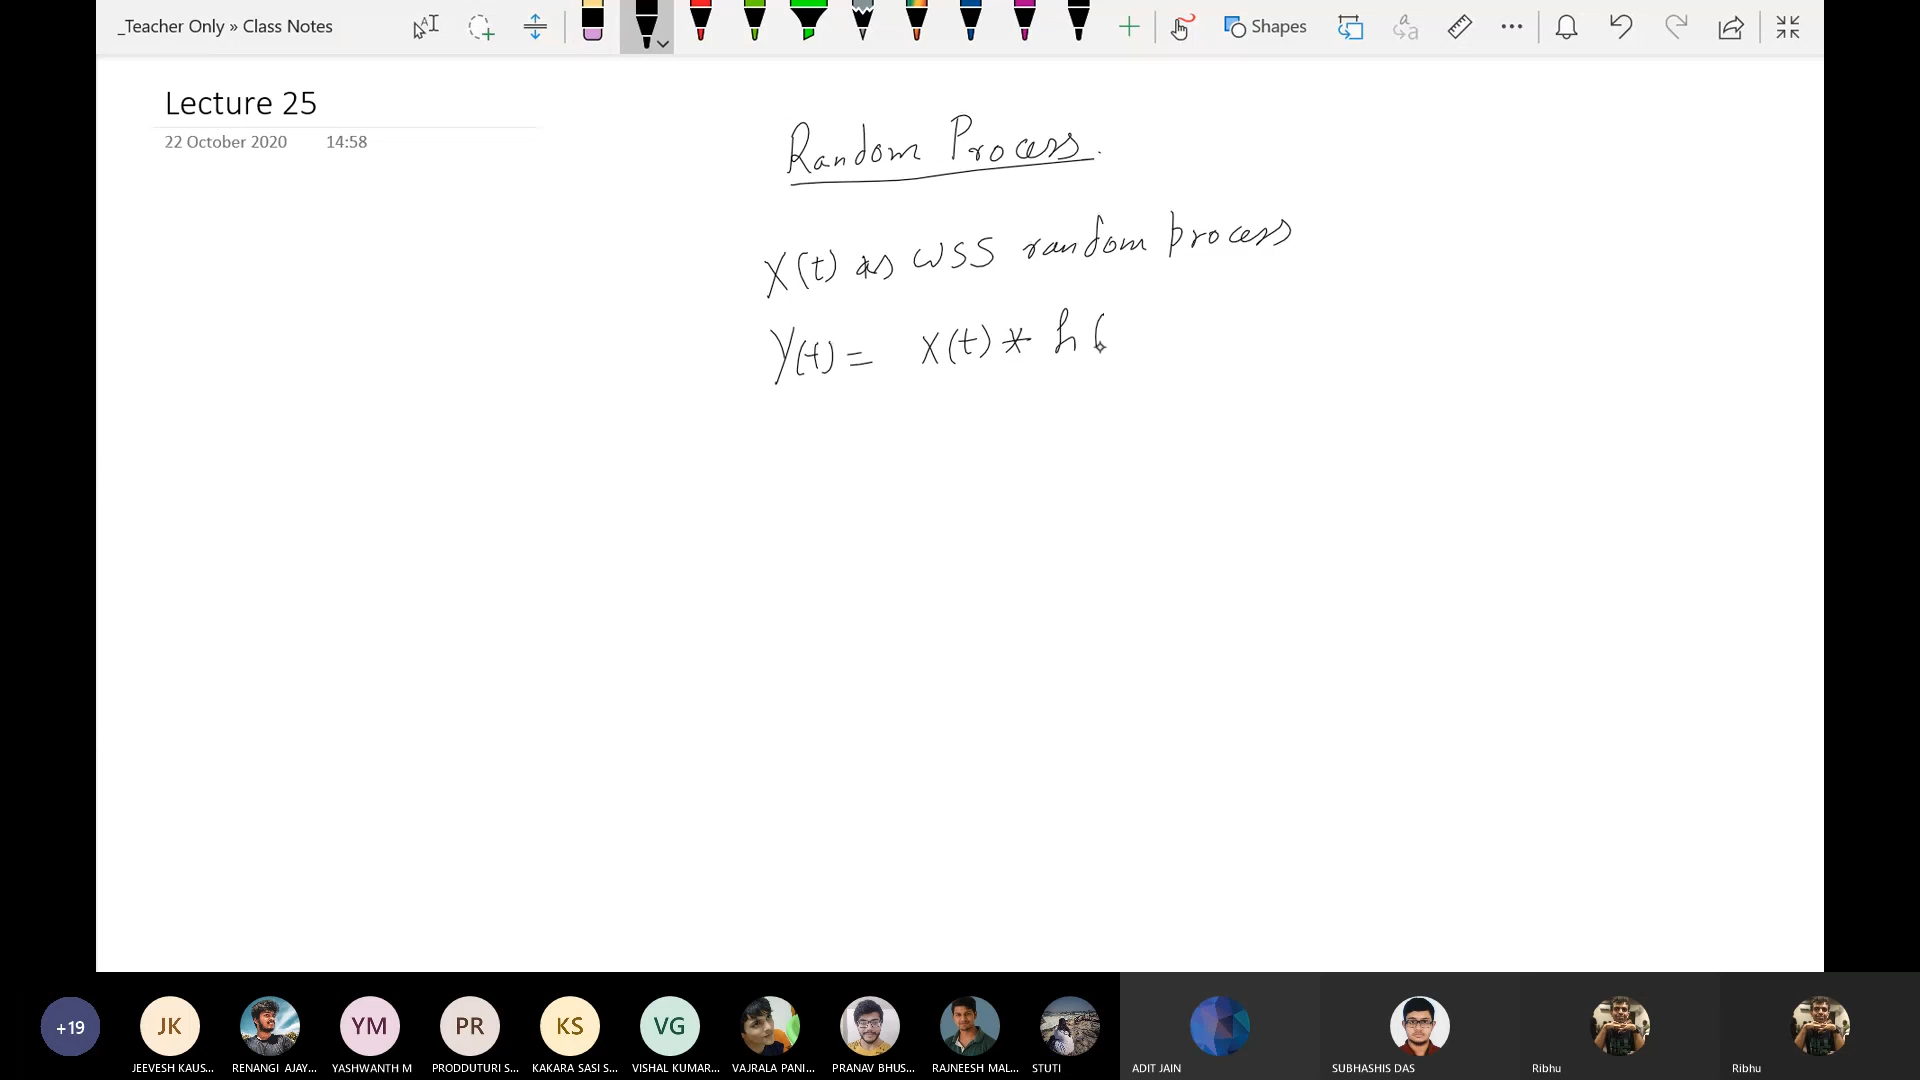 _Teacher Only » Class Notes
Shapes
Lecture 25
22 October 2020 14:58
Random Process.
X(t) as WSS random process
Y(t) = X(t) * h(
+19
JK
YM
PR
KS
VG
JEEVESH KAUS...
RENANGI AJAY...
YASHWANTH M
PRODDUTURI S...
KAKARA SASI S...
VISHAL KUMAR...
VAJRALA PANI...
PRANAV BHUS...
RAJNEESH MAL...
STUTI
ADIT JAIN
SUBHASHIS DAS
Ribhu
Ribhu